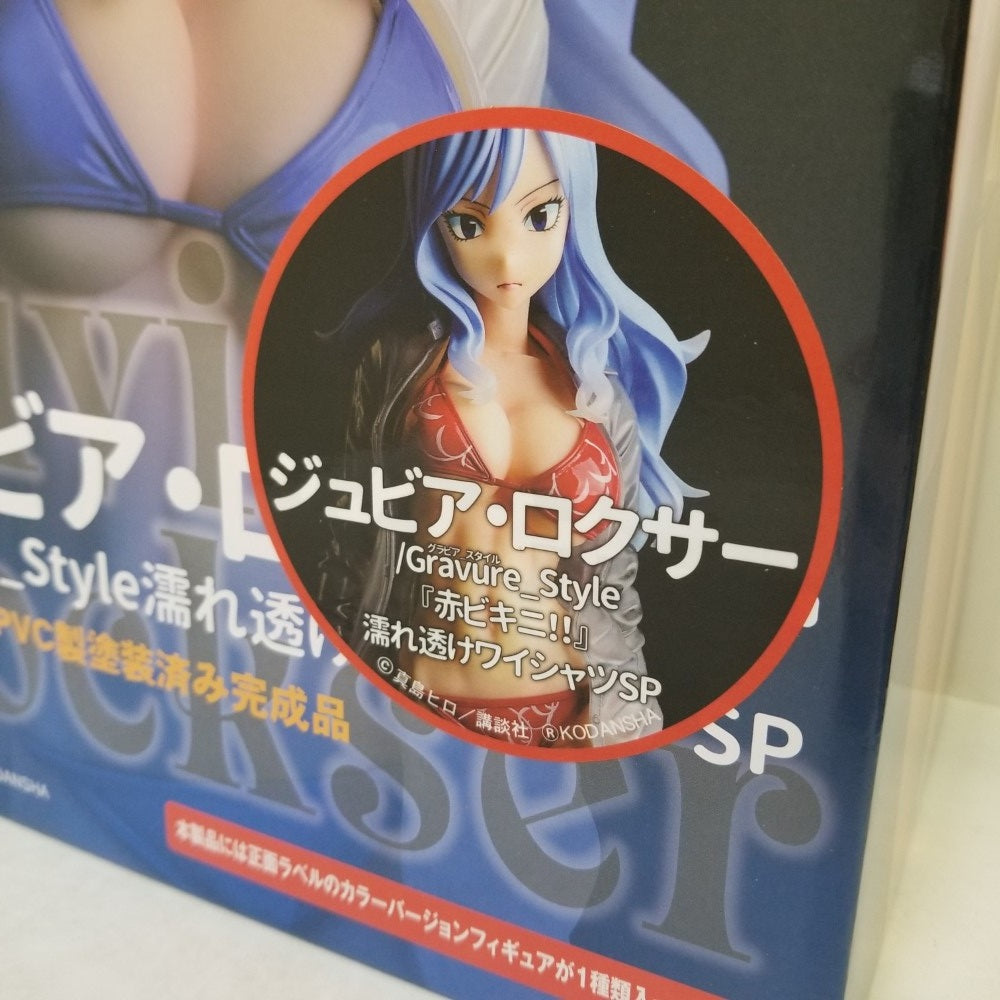 ビア・ロ
_Style濡れ透け
PVC製塗装済み完成品
SP
ockser
ジュビア・ロクサー
グラビア_スタイル
/Gravure_Style
『赤ビキニ!!』
濡れ透けワイシャツSP
©真島ヒロ／講談社 ®KODANSHA
本製品には正面ラベルのカラーバージョンフィギュアが1種類入